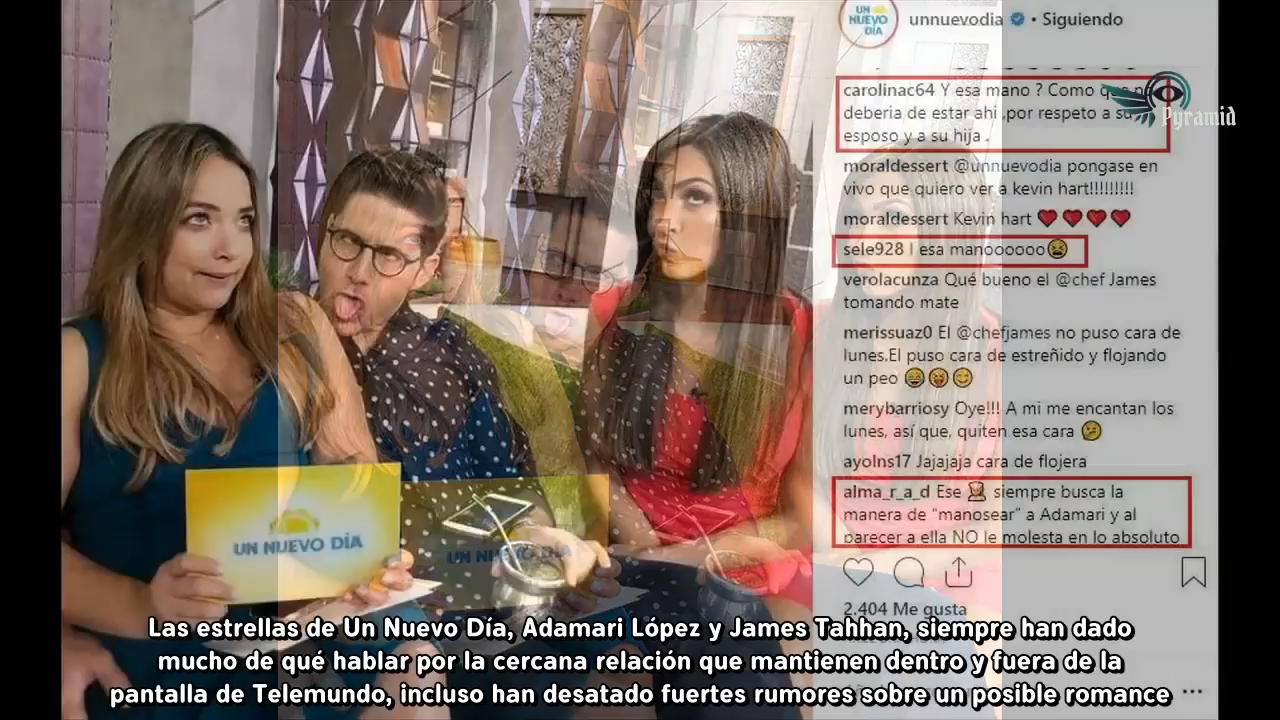 UN
NUEVO
DÍA
unnuevodia • Siguiendo
carolinac64 Y esa mano ? Como que no
deberia de estar ahi .por respeto a su
esposo y a su hija .
moraldessert @unnuevodia pongase en
vivo que quiero ver a kevin hart!!!!!!!!!
moraldessert Kevin hart ❤️❤️❤️❤️
sele928 I esa manooooo😫
verolacunza Qué bueno el @chef James
tomando mate
merissuaz0 El @chefjames no puso cara de
lunes.El puso cara de estreñido y flojando
un peo 😄😝😊
merybarriosy Oye!!! A mi me encantan los
lunes, así que, quiten esa cara 🤨
ayolns17 Jajajaja cara de flojera
alma_r_a_d Ese 👨‍🍳 siempre busca la
manera de “manosear” a Adamari y al
parecer a ella NO le molesta en lo absoluto
2.404 Me gusta
Pyramid
UN NUEVO DÍA
UN NUEVO DÍA
Las estrellas de Un Nuevo Día, Adamari López y James Tahhan, siempre han dado
mucho de qué hablar por la cercana relación que mantienen dentro y fuera de la
pantalla de Telemundo, incluso han desatado fuertes rumores sobre un posible romance